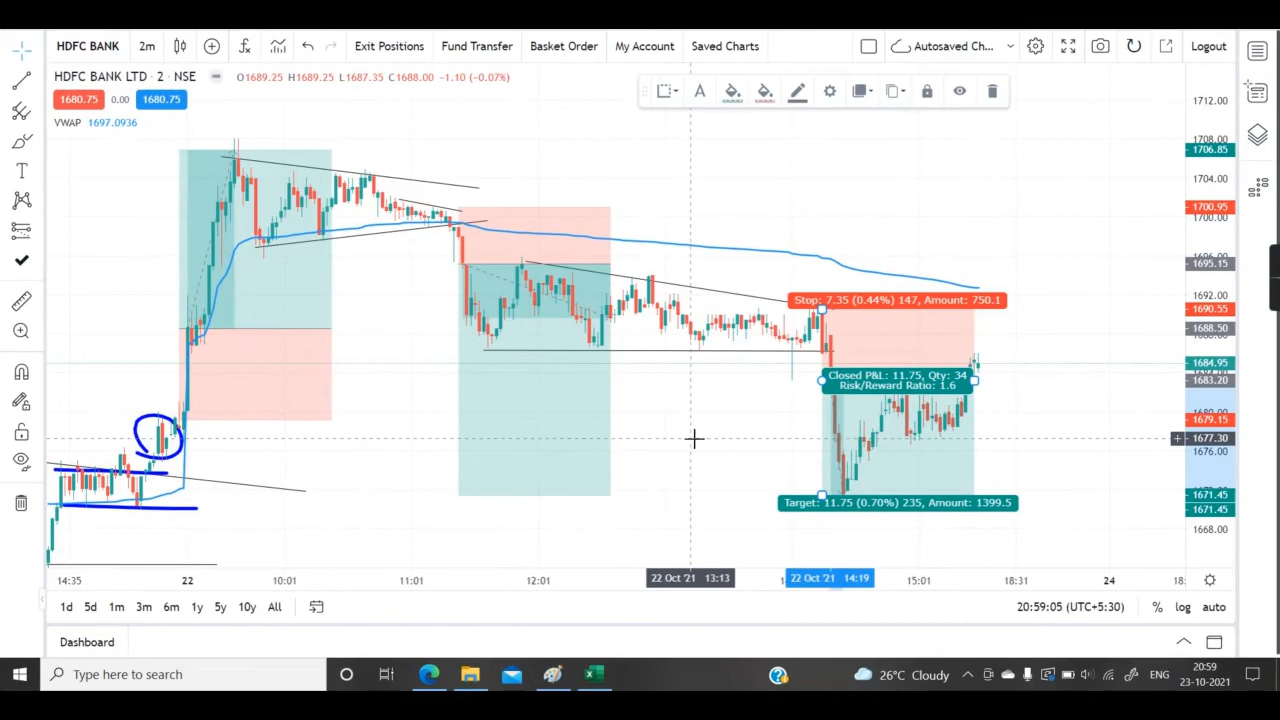 HDFC BANK 2m Exit Positions Fund Transfer Basket Order My Account Saved Charts Autosaved Ch... Logout
HDFC BANK LTD · 2 · NSE O1689.25 H1689.25 L1687.35 C1688.00 −1.10 (−0.07%)
1680.75 0.00 1680.75
VWAP 1697.0936
1712.00
1708.00
1706.85
1704.00
1700.95
1700.00
1695.15
1692.00
1690.55
1688.50
1684.95
1683.20
1679.15
1677.30
1676.00
1671.45
1671.45
1668.00
Stop: 7.35 (0.44%) 147, Amount: 750.1
Closed P&L: 11.75, Qty: 34
Risk/Reward Ratio: 1.6
Target: 11.75 (0.70%) 235, Amount: 1399.5
14:35 22 10:01 11:01 12:01 22 Oct '21 13:13 22 Oct '21 14:19 15:01 18:31 24 18:
1d 5d 1m 3m 6m 1y 5y 10y All 20:59:05 (UTC+5:30) % log auto
Dashboard
Type here to search 26°C Cloudy ENG 20:59
23-10-2021